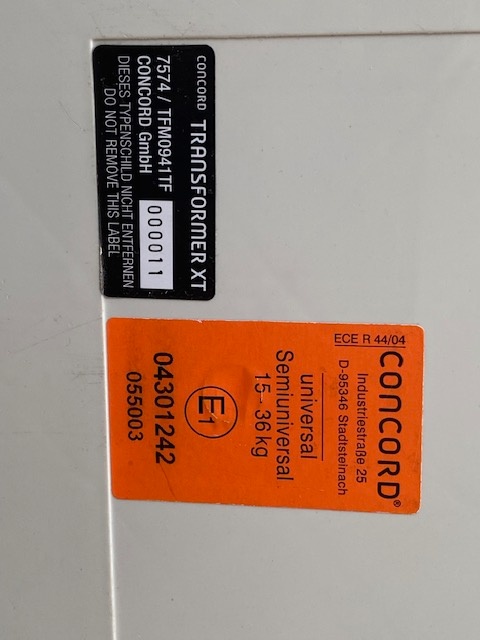 concord TRANSFORMER XT
7574 / TFM0941TF
CONCORD GmbH
000011
DIESES TYPENSCHILD NICHT ENTFERNEN
DO NOT REMOVE THIS LABEL
ECE R 44/04
concord®
Industriestraße 25
D-95346 Stadtsteinach
universal
Semiuniversal
15 - 36 kg
E1
04301242
055003